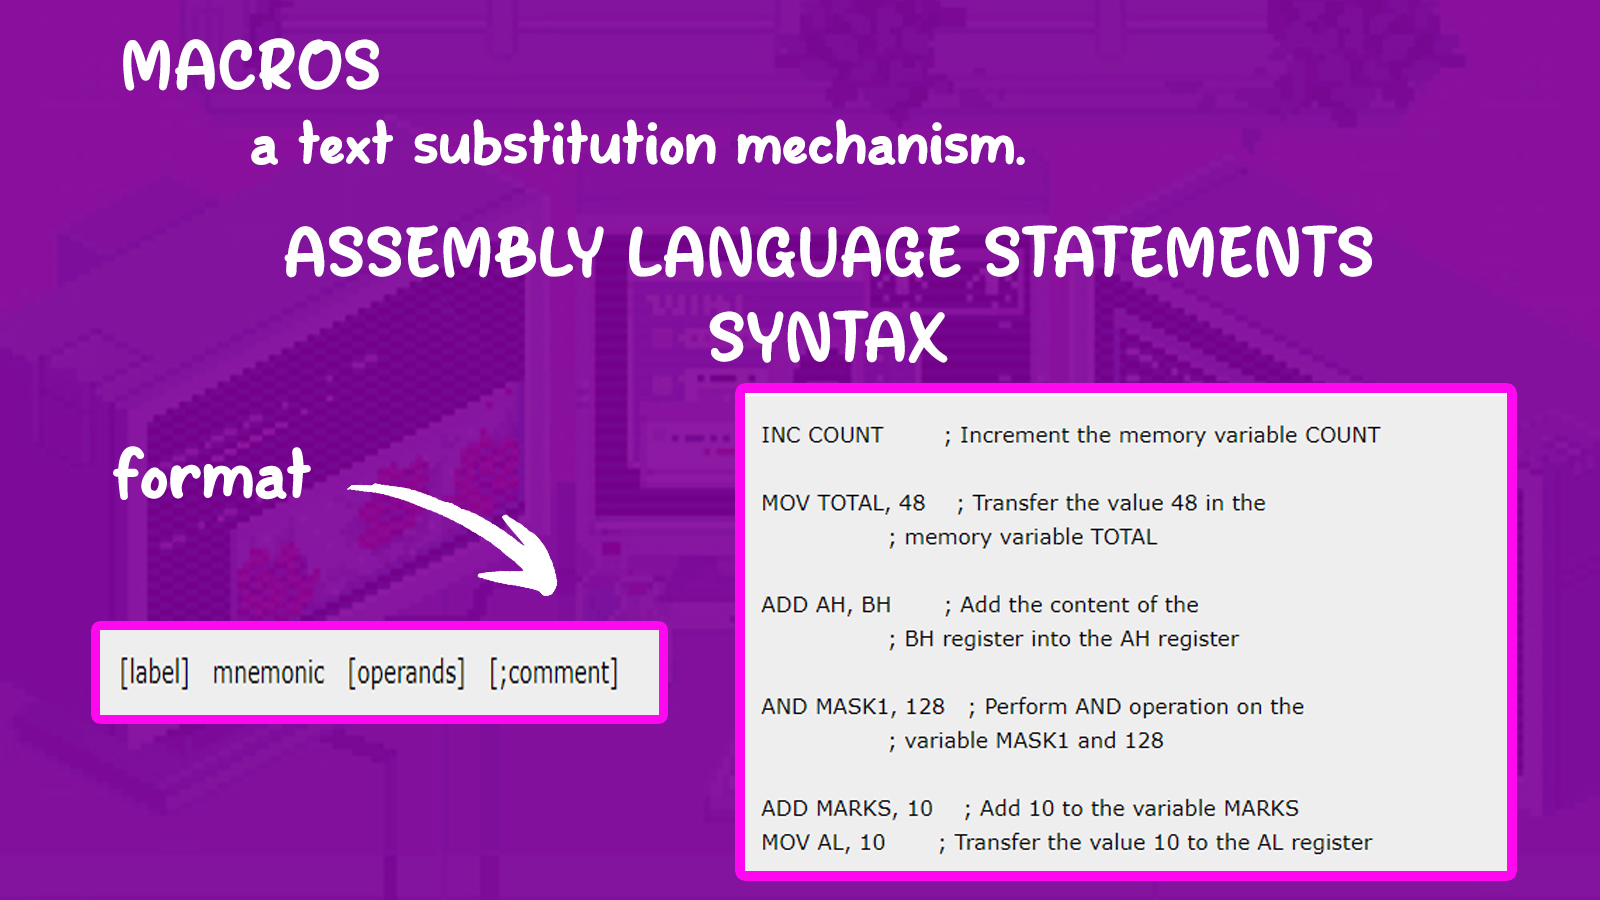 MACROS
a text substitution mechanism.
ASSEMBLY LANGUAGE STATEMENTS
SYNTAX
format
[label] mnemonic [operands] [;comment]
INC COUNT ; Increment the memory variable COUNT
MOV TOTAL, 48 ; Transfer the value 48 in the
; memory variable TOTAL
ADD AH, BH ; Add the content of the
; BH register into the AH register
AND MASK1, 128 ; Perform AND operation on the
; variable MASK1 and 128
ADD MARKS, 10 ; Add 10 to the variable MARKS
MOV AL, 10 ; Transfer the value 10 to the AL register